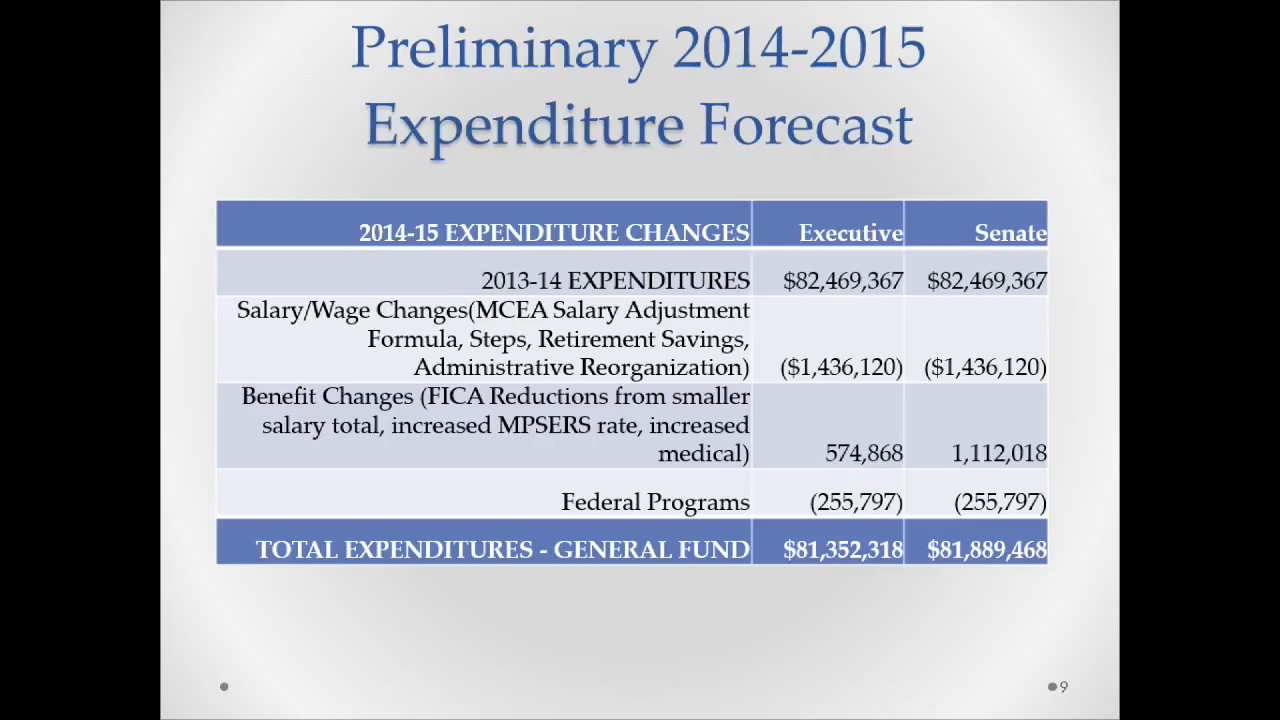 Preliminary 2014-2015
Expenditure Forecast
2014-15 EXPENDITURE CHANGES Executive Senate
2013-14 EXPENDITURES $82,469,367 $82,469,367
Salary/Wage Changes(MCEA Salary Adjustment
Formula, Steps, Retirement Savings,
Administrative Reorganization) ($1,436,120) ($1,436,120)
Benefit Changes (FICA Reductions from smaller
salary total, increased MPSERS rate, increased
medical) 574,868 1,112,018
Federal Programs (255,797) (255,797)
TOTAL EXPENDITURES - GENERAL FUND $81,352,318 $81,889,468
9